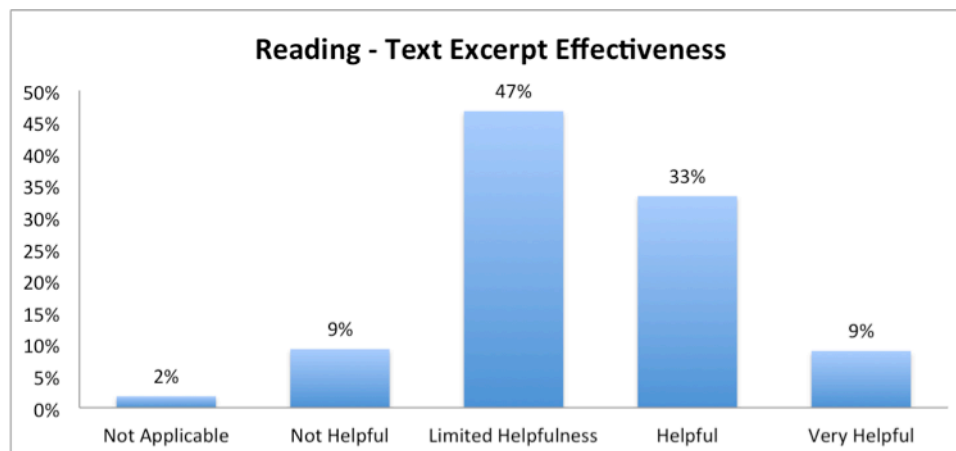 Reading - Text Excerpt Effectiveness
50%
45%
40%
35%
30%
25%
20%
15%
10%
5%
0%
2%
9%
47%
33%
9%
Not Applicable
Not Helpful
Limited Helpfulness
Helpful
Very Helpful